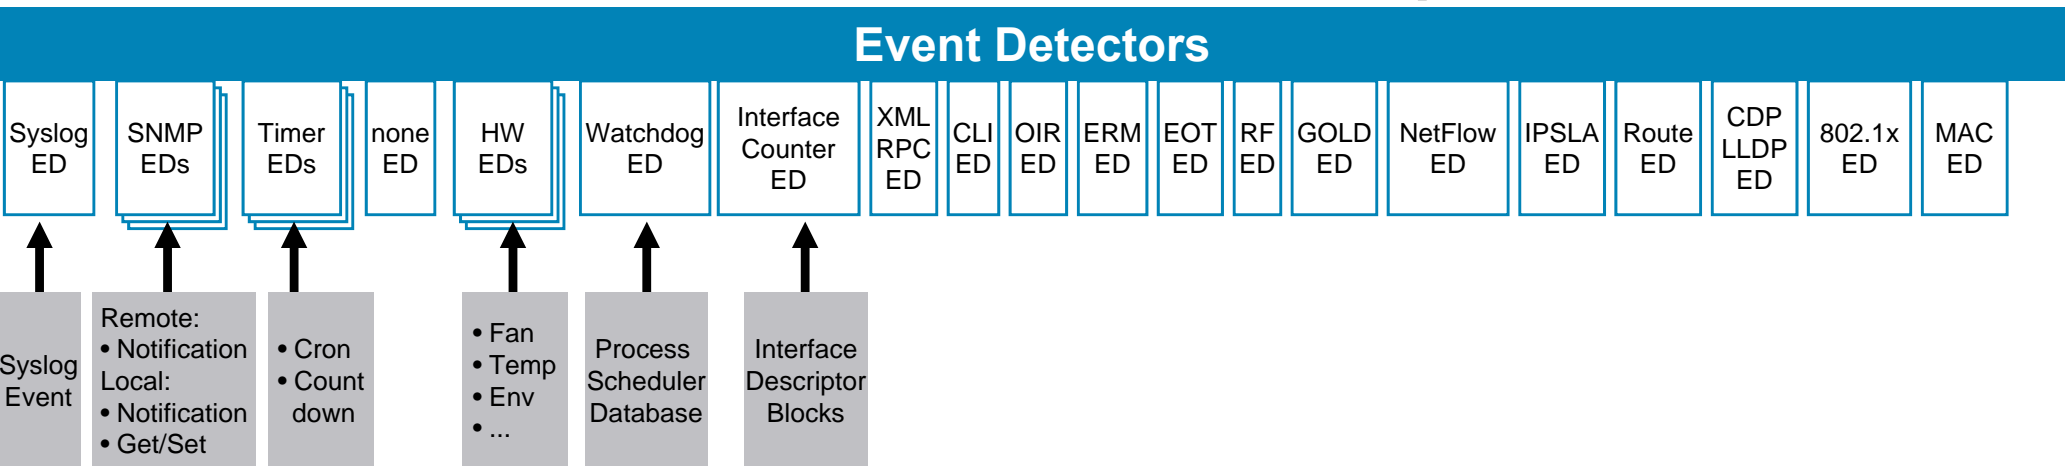 Event Detectors
Syslog
ED
SNMP
EDs
Timer
EDs
none
ED
HW
EDs
Watchdog
ED
Interface
Counter
ED
XML
RPC
ED
CLI
ED
OIR
ED
ERM
ED
EOT
ED
RF
ED
GOLD
ED
NetFlow
ED
IPSLA
ED
Route
ED
CDP
LLDP
ED
802.1x
ED
MAC
ED
Syslog
Event
Remote:
• Notification
Local:
• Notification
• Get/Set
• Cron
• Count
down
• Fan
• Temp
• Env
• ...
Process
Scheduler
Database
Interface
Descriptor
Blocks